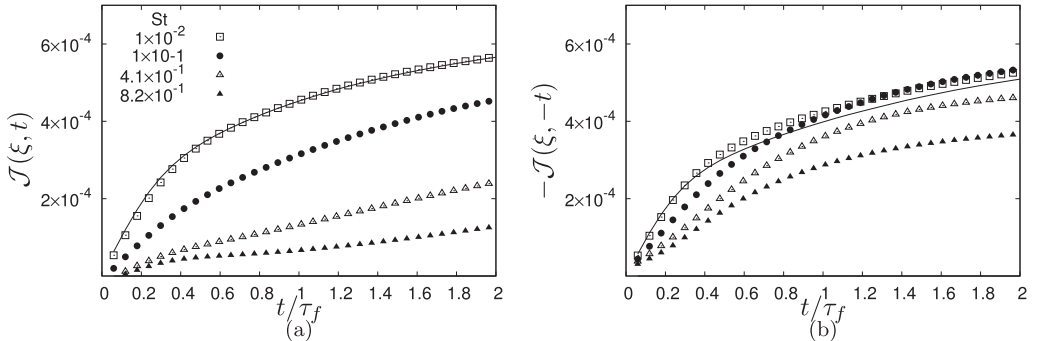 St
1×10⁻²
1×10-1
4.1×10⁻¹
8.2×10⁻¹
6×10⁻⁴
4×10⁻⁴
2×10⁻⁴
𝒥(ξ, t)
0 0.2 0.4 0.6 0.8 1 1.2 1.4 1.6 1.8 2
t/τ_f
(a)
6×10⁻⁴
4×10⁻⁴
2×10⁻⁴
−𝒥(ξ, −t)
0 0.2 0.4 0.6 0.8 1 1.2 1.4 1.6 1.8 2
t/τ_f
(b)